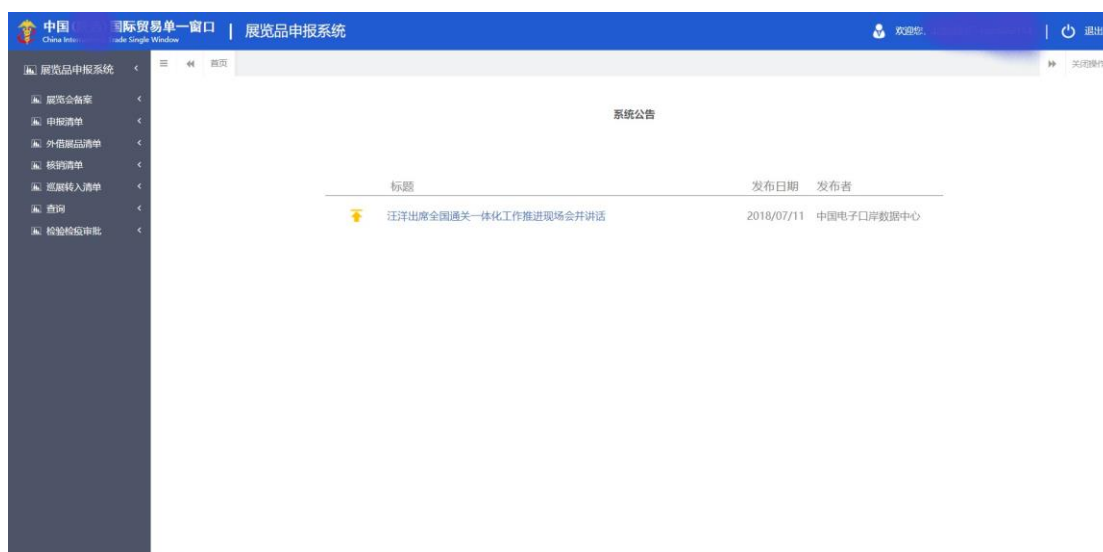 中国 国际贸易单一窗口 | 展览品申报系统
China Inte ade Single Window
欢迎您,
退出
展览品申报系统
首页
关闭操作
展览会备案
申报清单
外借展品清单
核销清单
巡展转入清单
查询
检验检疫审批
系统公告
标题 发布日期 发布者
汪洋出席全国通关一体化工作推进现场会并讲话 2018/07/11 中国电子口岸数据中心